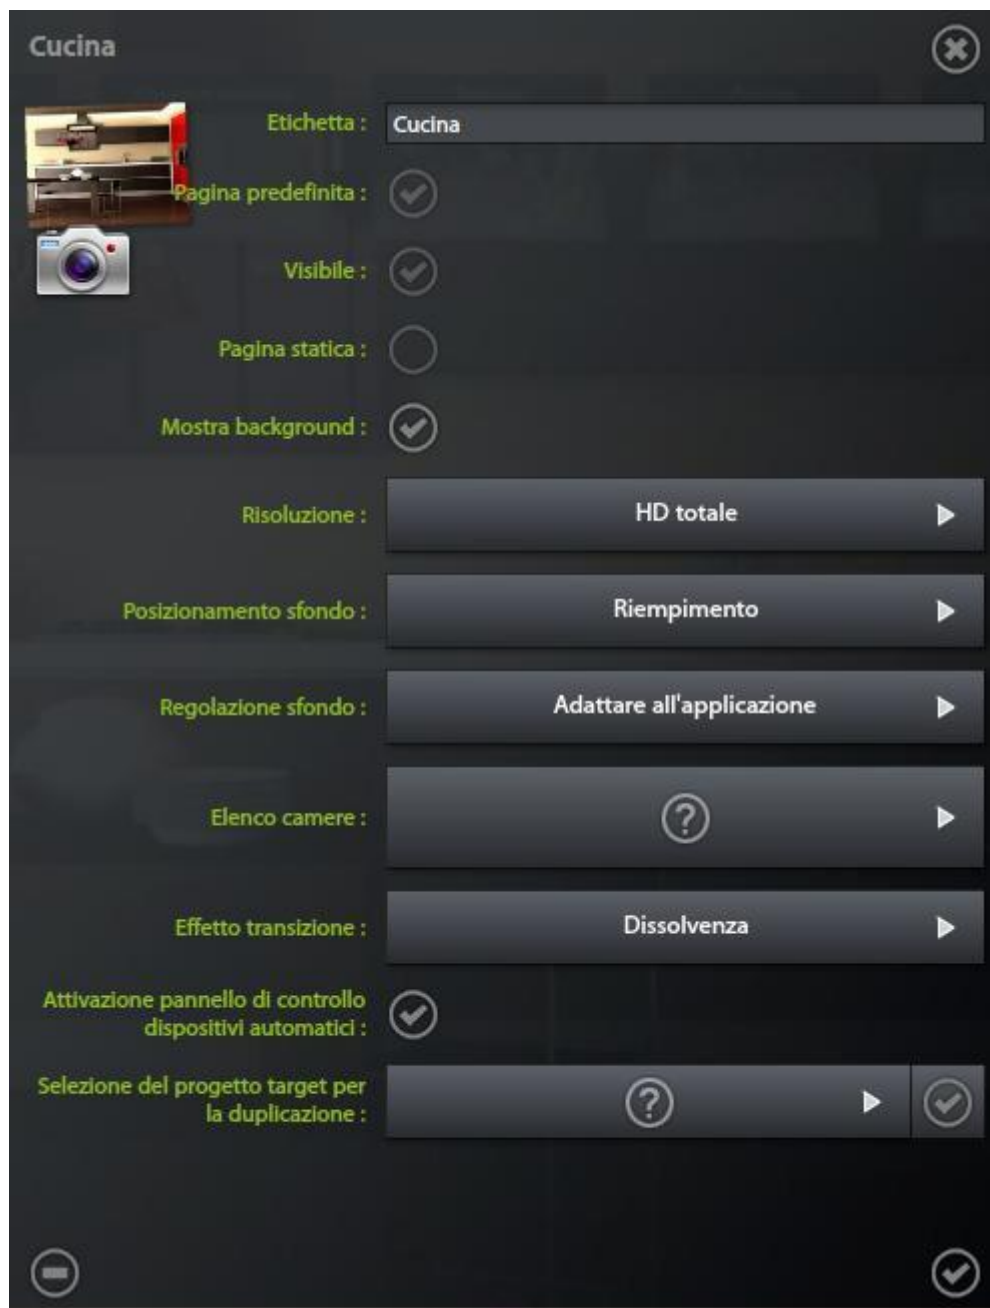 Cucina
Etichetta :
Cucina
Pagina predefinita :
Visibile :
Pagina statica :
Mostra background :
Risoluzione :
HD totale
Posizionamento sfondo :
Riempimento
Regolazione sfondo :
Adattare all'applicazione
Elenco camere :
?
Effetto transizione :
Dissolvenza
Attivazione pannello di controllo
dispositivi automatici :
Selezione del progetto target per
la duplicazione :
?